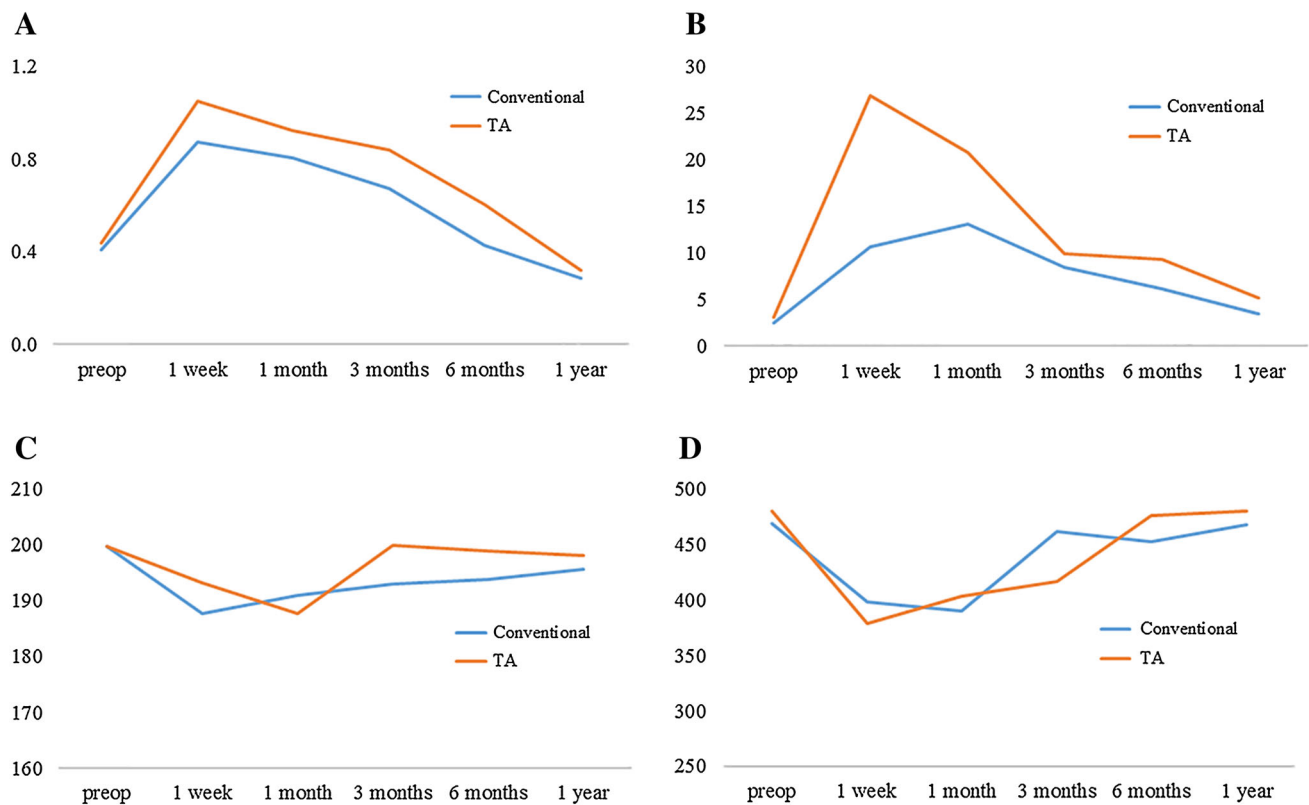 A
1.2
0.8
0.4
0.0
Conventional
TA
preop 1 week 1 month 3 months 6 months 1 year
B
30
25
20
15
10
5
0
Conventional
TA
preop 1 week 1 month 3 months 6 months 1 year
C
210
200
190
180
170
160
Conventional
TA
preop 1 week 1 month 3 months 6 months 1 year
D
500
450
400
350
300
250
Conventional
TA
preop 1 week 1 month 3 months 6 months 1 year